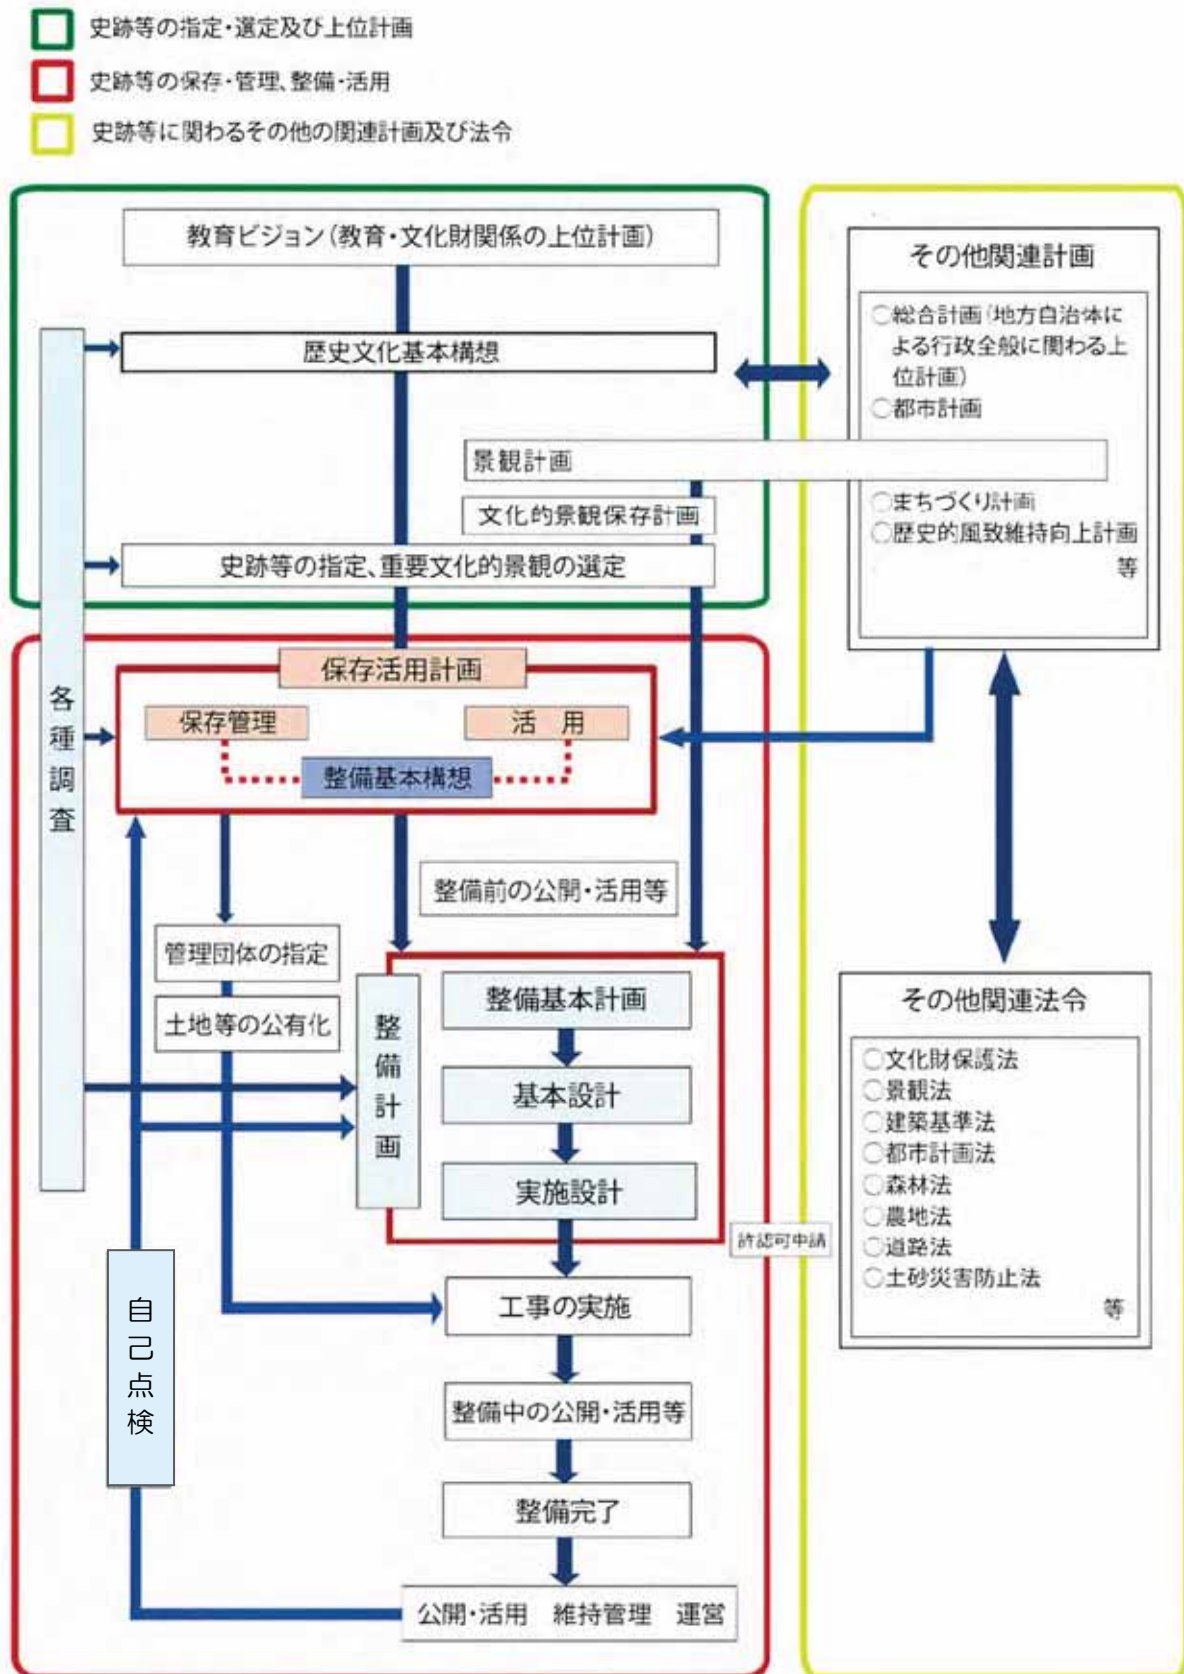 史跡等の指定・選定及び上位計画
史跡等の保存・管理、整備・活用
史跡等に関わるその他の関連計画及び法令
教育ビジョン(教育・文化財関係の上位計画)
歴史文化基本構想
景観計画
文化的景観保存計画
史跡等の指定、重要文化的景観の選定
その他関連計画
○総合計画(地方自治体に
よる行政全般に関わる上
位計画)
○都市計画
○まちづくり計画
○歴史的風致維持向上計画
等
各種調査
保存活用計画
保存管理
活 用
整備基本構想
整備前の公開・活用等
管理団体の指定
土地等の公有化
整備計画
整備基本計画
基本設計
実施設計
許認可申請
その他関連法令
○文化財保護法
○景観法
○建築基準法
○都市計画法
○森林法
○農地法
○道路法
○土砂災害防止法
等
自己点検
工事の実施
整備中の公開・活用等
整備完了
公開・活用 維持管理 運営